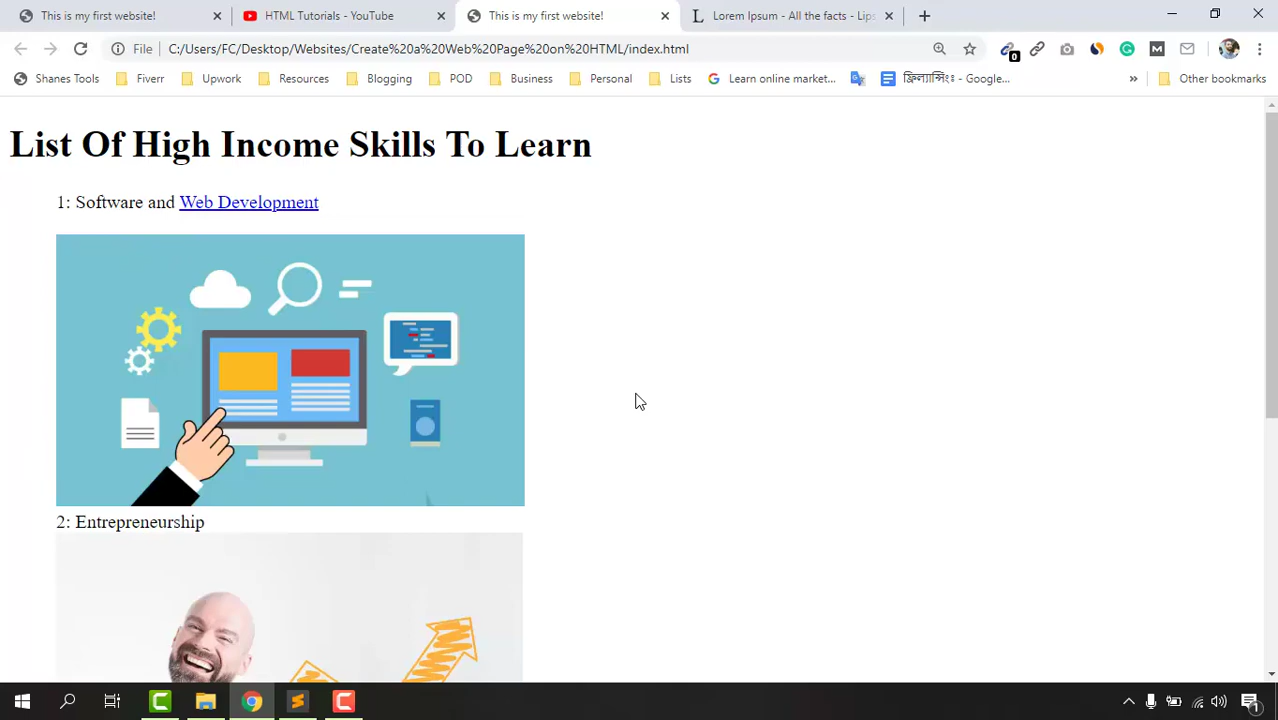 This is my first website!
HTML Tutorials - YouTube
This is my first website!
Lorem Ipsum - All the facts - Lips
File
C:/Users/FC/Desktop/Websites/Create%20a%20Web%20Page%20on%20HTML/index.html
0
M
Shanes Tools
Fiverr
Upwork
Resources
Blogging
POD
Business
Personal
Lists
Learn online market...
ফ্রিল্যান্সিংঃ - Google...
»
Other bookmarks
List Of High Income Skills To Learn
1: Software and Web Development
2: Entrepreneurship
1